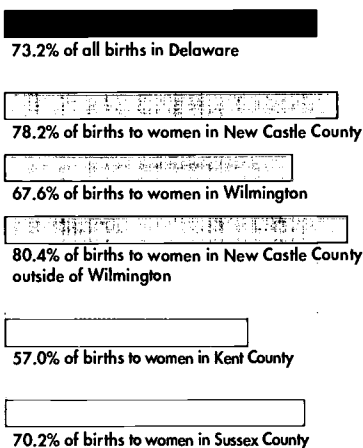 73.2% of all births in Delaware
78.2% of births to women in New Castle County
67.6% of births to women in Wilmington
80.4% of births to women in New Castle County
outside of Wilmington
57.0% of births to women in Kent County
70.2% of births to women in Sussex County